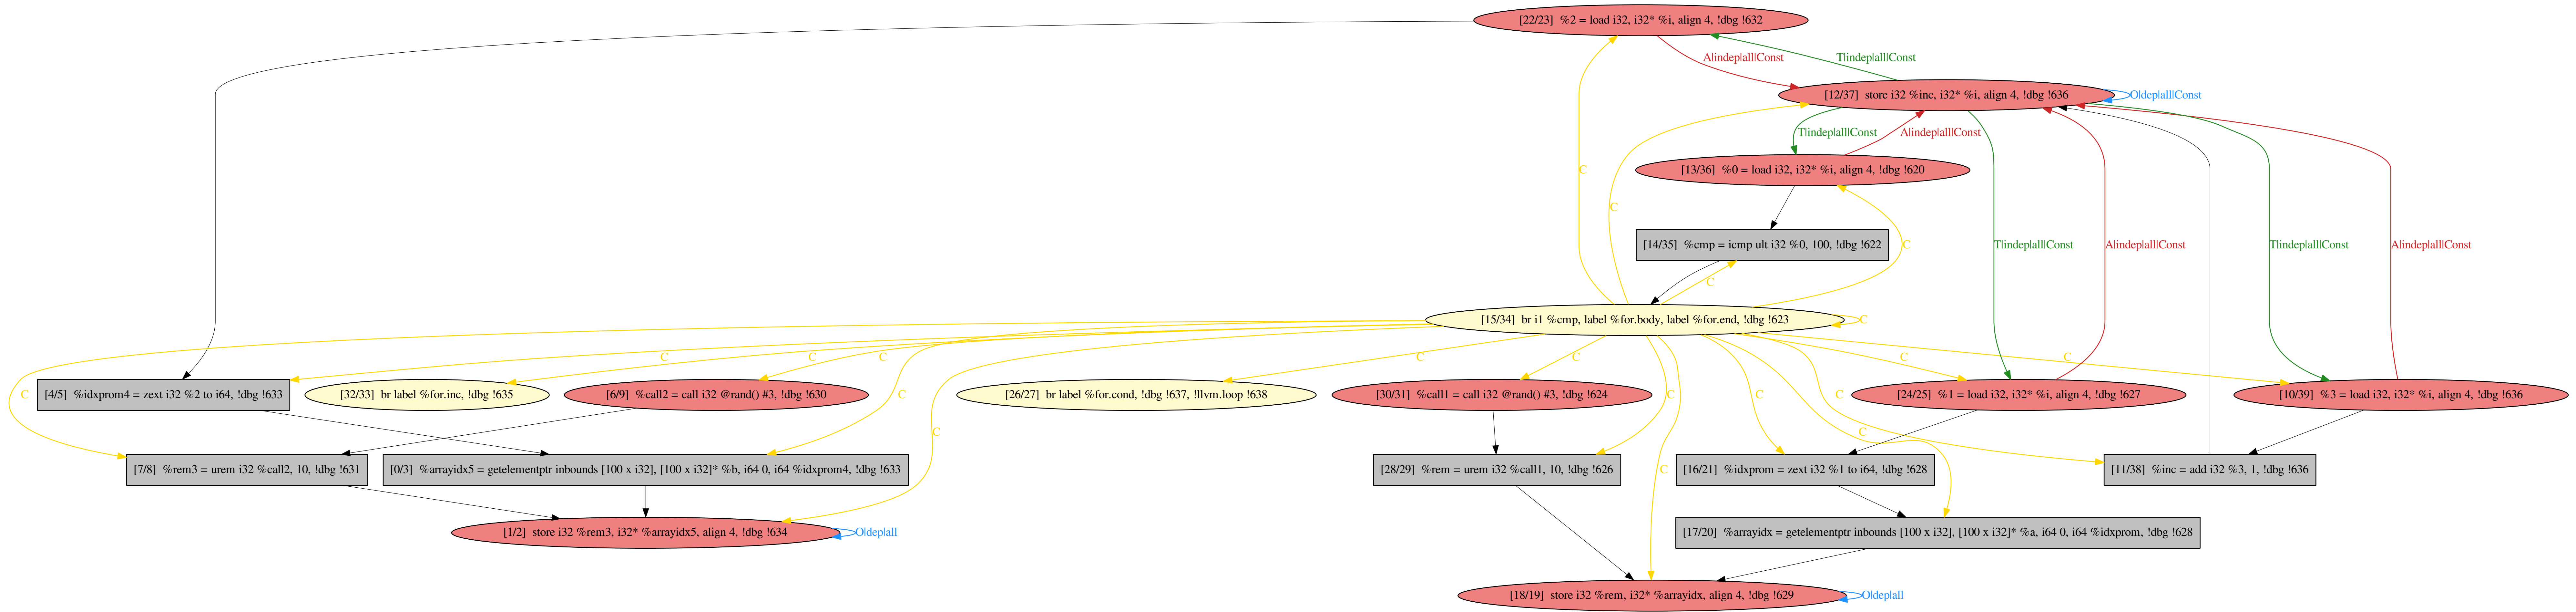 [22/23] %2 = load i32, i32* %i, align 4, !dbg !632
A|indep|all|Const
T|indep|all|Const
[12/37] store i32 %inc, i32* %i, align 4, !dbg !636
O|dep|all|Const
T|indep|all|Const
A|indep|all|Const
C
[13/36] %0 = load i32, i32* %i, align 4, !dbg !620
C
[14/35] %cmp = icmp ult i32 %0, 100, !dbg !622
C
T|indep|all|Const
A|indep|all|Const
T|indep|all|Const
A|indep|all|Const
C
[15/34] br i1 %cmp, label %for.body, label %for.end, !dbg !623
C
C
C
C
C
C
C
C
C
[4/5] %idxprom4 = zext i32 %2 to i64, !dbg !633
[32/33] br label %for.inc, !dbg !635
[6/9] %call2 = call i32 @rand() #3, !dbg !630
[26/27] br label %for.cond, !dbg !637, !llvm.loop !638
[30/31] %call1 = call i32 @rand() #3, !dbg !624
[24/25] %1 = load i32, i32* %i, align 4, !dbg !627
[10/39] %3 = load i32, i32* %i, align 4, !dbg !636
C
C
C
C
C
C
C
C
[7/8] %rem3 = urem i32 %call2, 10, !dbg !631
[0/3] %arrayidx5 = getelementptr inbounds [100 x i32], [100 x i32]* %b, i64 0, i64 %idxprom4, !dbg !633
[28/29] %rem = urem i32 %call1, 10, !dbg !626
C
[16/21] %idxprom = zext i32 %1 to i64, !dbg !628
[11/38] %inc = add i32 %3, 1, !dbg !636
[1/2] store i32 %rem3, i32* %arrayidx5, align 4, !dbg !634
O|dep|all
[17/20] %arrayidx = getelementptr inbounds [100 x i32], [100 x i32]* %a, i64 0, i64 %idxprom, !dbg !628
[18/19] store i32 %rem, i32* %arrayidx, align 4, !dbg !629
O|dep|all